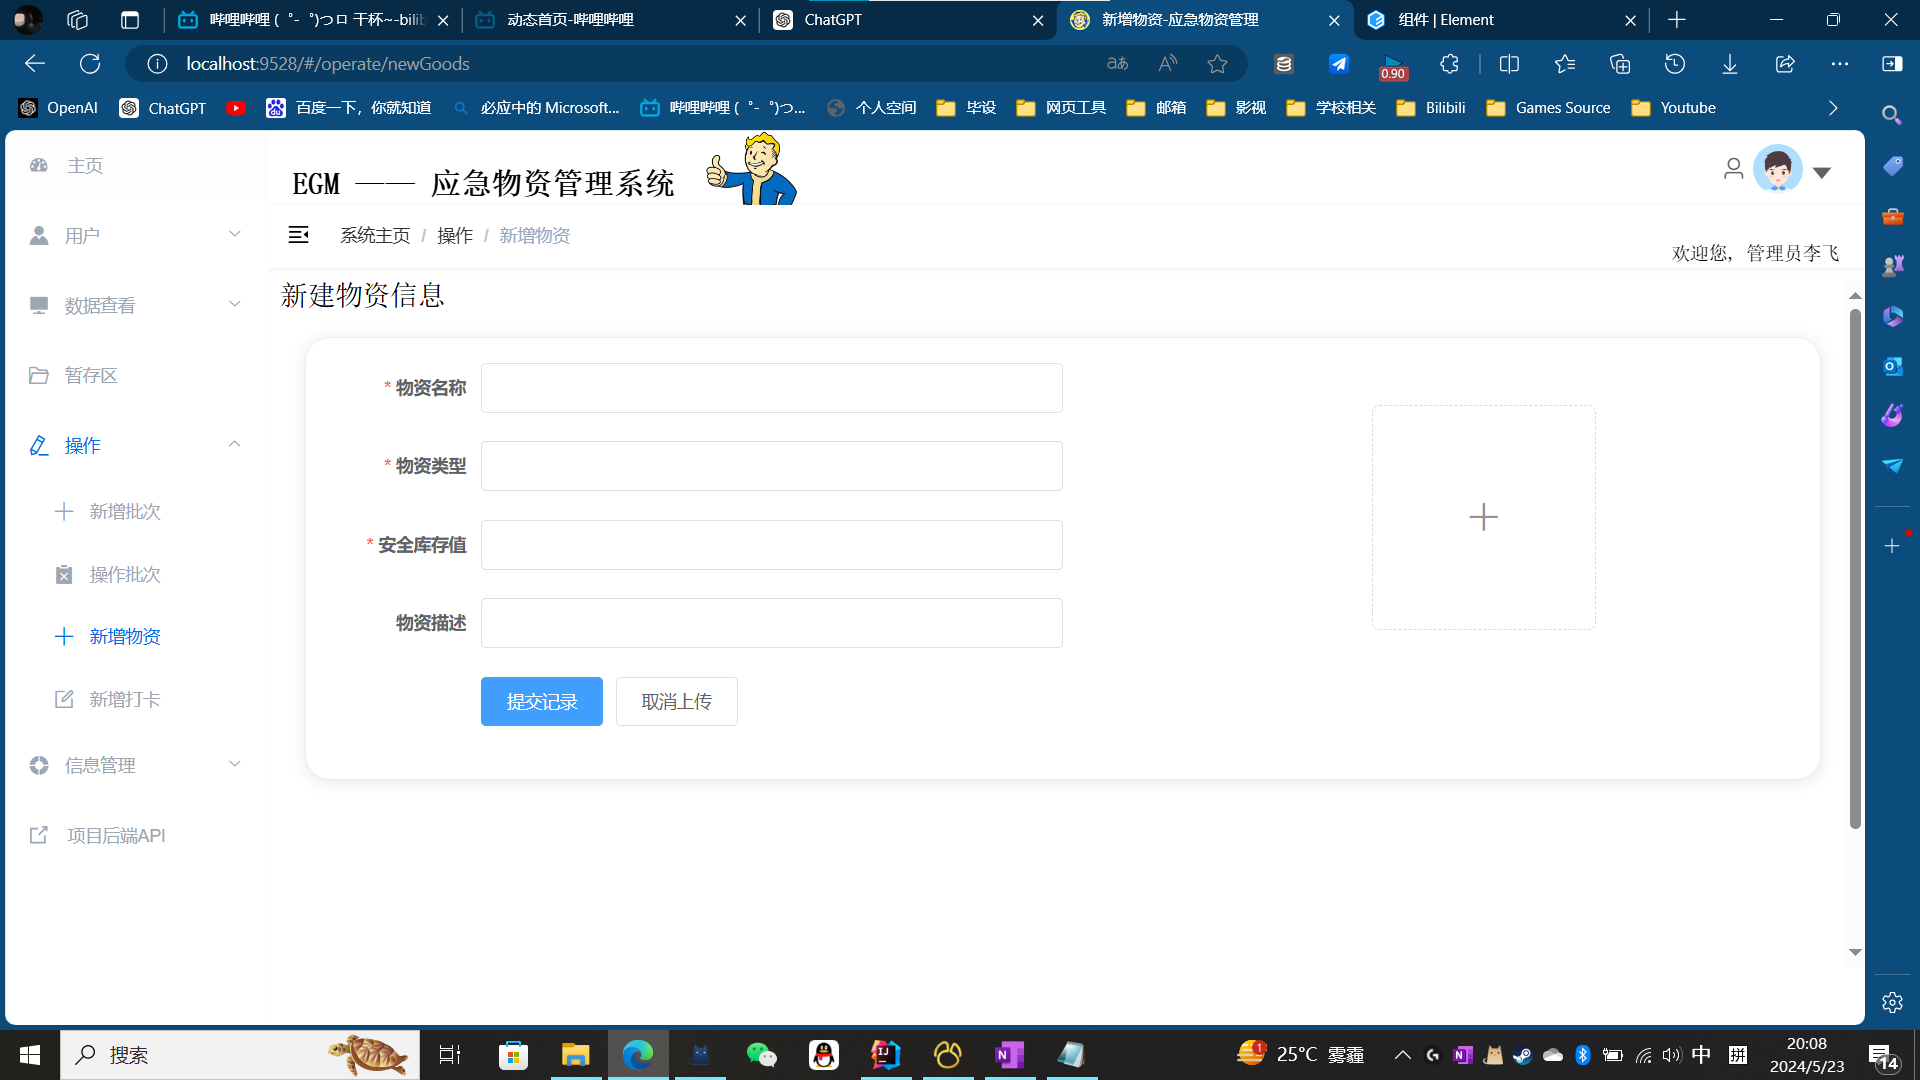 哔哩哔哩 (゜-゜)つロ 干杯~-bilib
动态首页-哔哩哔哩
ChatGPT
新增物资-应急物资管理
组件 | Element
localhost:9528/#/operate/newGoods
0.90
OpenAI
ChatGPT
百度一下，你就知道
必应中的 Microsoft...
哔哩哔哩 (゜-゜)つ...
个人空间
毕设
网页工具
邮箱
影视
学校相关
Bilibili
Games Source
Youtube
主页
用户
数据查看
暂存区
操作
新增批次
操作批次
新增物资
新增打卡
信息管理
项目后端API
EGM —— 应急物资管理系统
系统主页 / 操作 / 新增物资
欢迎您，管理员李飞
新建物资信息
* 物资名称
* 物资类型
* 安全库存值
物资描述
提交记录
取消上传
搜索
1
25°C 雾霾
中
拼
20:08
2024/5/23
14